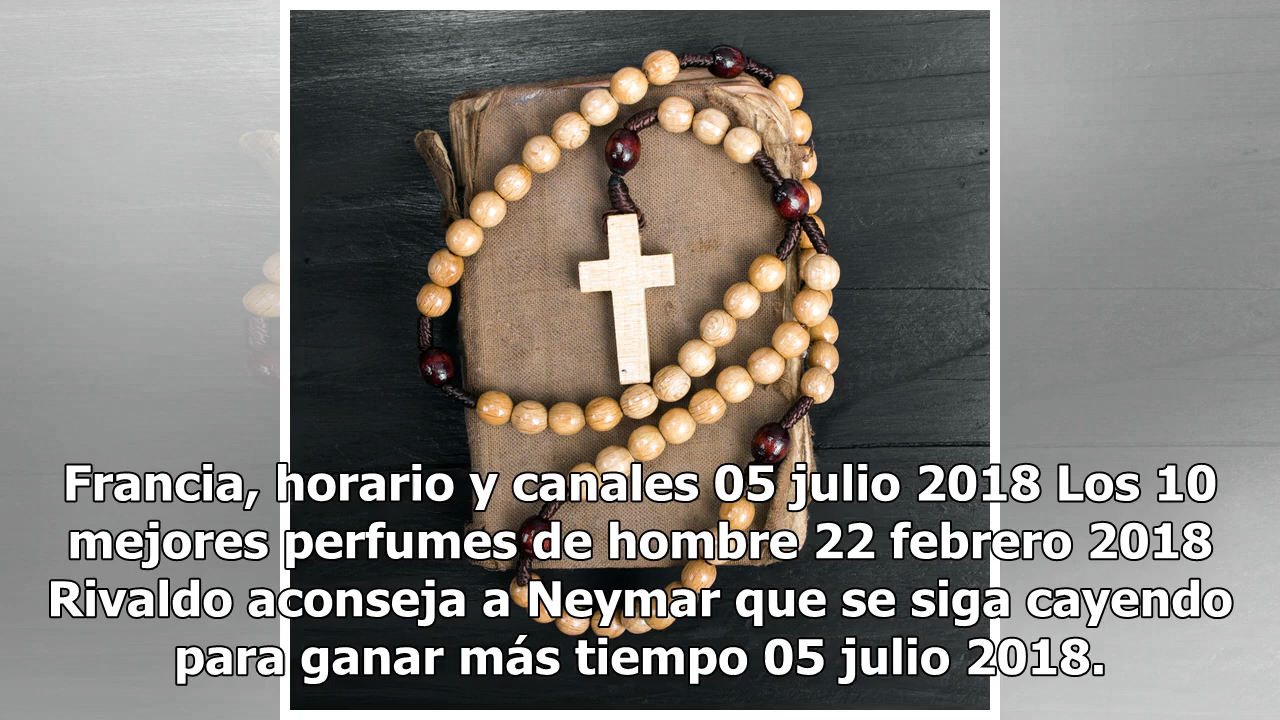 Francia, horario y canales 05 julio 2018 Los 10
mejores perfumes de hombre 22 febrero 2018
Rivaldo aconseja a Neymar que se siga cayendo
para ganar más tiempo 05 julio 2018.